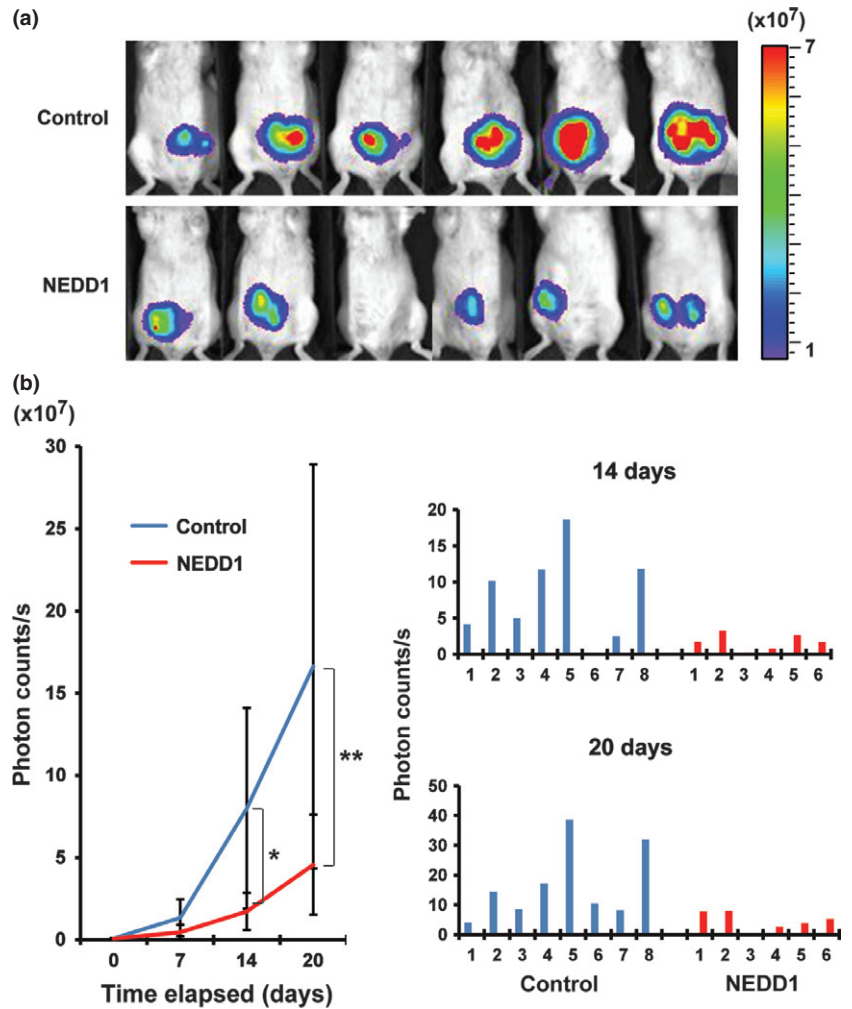 (a)
(x10⁷)
Control
7
NEDD1
1
(b)
(x10⁷)
Photon counts/s
30
25
20
15
10
5
0
Control
NEDD1
*
**
0 7 14 20
Time elapsed (days)
14 days
Photon counts/s
20
15
10
5
0
1 2 3 4 5 6 7 8 1 2 3 4 5 6
20 days
50
40
30
20
10
0
1 2 3 4 5 6 7 8 1 2 3 4 5 6
Control NEDD1